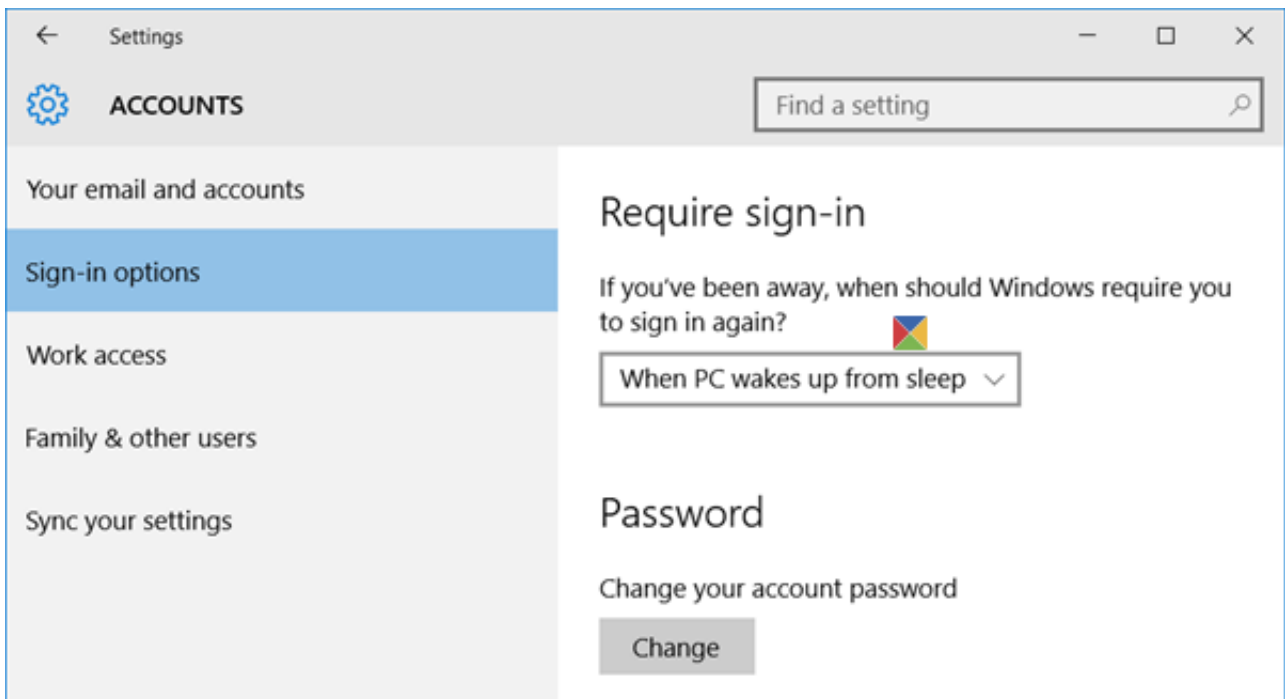 Settings
ACCOUNTS
Find a setting
Your email and accounts
Sign-in options
Work access
Family & other users
Sync your settings
Require sign-in
If you've been away, when should Windows require you
to sign in again?
When PC wakes up from sleep
Password
Change your account password
Change